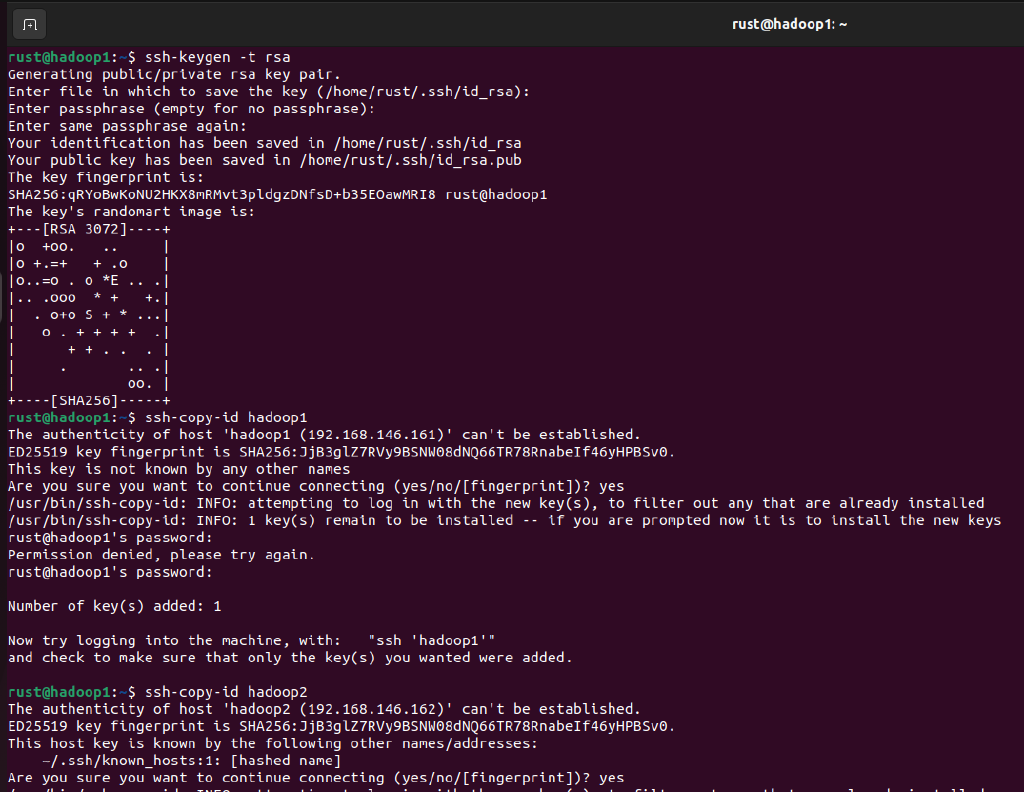 rust@hadoop1: ~
rust@hadoop1:~$ ssh-keygen -t rsa
Generating public/private rsa key pair.
Enter file in which to save the key (/home/rust/.ssh/id_rsa):
Enter passphrase (empty for no passphrase):
Enter same passphrase again:
Your identification has been saved in /home/rust/.ssh/id_rsa
Your public key has been saved in /home/rust/.ssh/id_rsa.pub
The key fingerprint is:
SHA256:qRYoBwKoNU2HKX8mRMvt3pldgzDNfsD+b35EOawMRI8 rust@hadoop1
The key's randomart image is:
+---[RSA 3072]----+
|o  +oo.   ..     |
|o +.=+   + .o    |
|o..=o . o *E .. .|
|.. .ooo  * +   +.|
|  . o+o S + * ...|
|   o . + + + +  .|
|      + + . .  . |
|     .       .. .|
|             oo. |
+----[SHA256]-----+
rust@hadoop1:~$ ssh-copy-id hadoop1
The authenticity of host 'hadoop1 (192.168.146.161)' can't be established.
ED25519 key fingerprint is SHA256:JjB3glZ7RVy9BSNW08dNQ66TR78RnabeIf46yHPBSv0.
This key is not known by any other names
Are you sure you want to continue connecting (yes/no/[fingerprint])? yes
/usr/bin/ssh-copy-id: INFO: attempting to log in with the new key(s), to filter out any that are already installed
/usr/bin/ssh-copy-id: INFO: 1 key(s) remain to be installed -- if you are prompted now it is to install the new keys
rust@hadoop1's password:
Permission denied, please try again.
rust@hadoop1's password:
Number of key(s) added: 1
Now try logging into the machine, with:   "ssh 'hadoop1'"
and check to make sure that only the key(s) you wanted were added.
rust@hadoop1:~$ ssh-copy-id hadoop2
The authenticity of host 'hadoop2 (192.168.146.162)' can't be established.
ED25519 key fingerprint is SHA256:JjB3glZ7RVy9BSNW08dNQ66TR78RnabeIf46yHPBSv0.
This host key is known by the following other names/addresses:
    ~/.ssh/known_hosts:1: [hashed name]
Are you sure you want to continue connecting (yes/no/[fingerprint])? yes